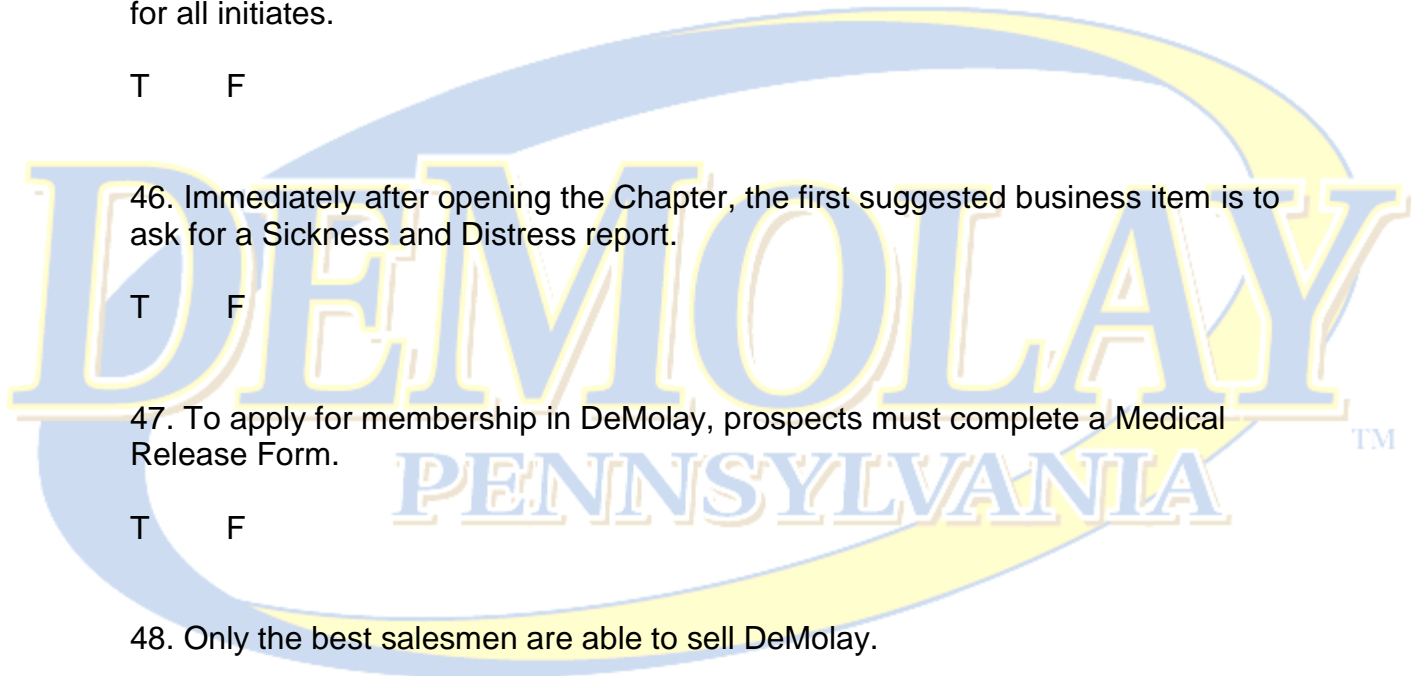 for all initiates.
T F
46. Immediately after opening the Chapter, the first suggested business item is to
ask for a Sickness and Distress report.
T F
47. To apply for membership in DeMolay, prospects must complete a Medical
Release Form.
T F
48. Only the best salesmen are able to sell DeMolay.
DEMOLAY
TM
PENNSYLVANIA